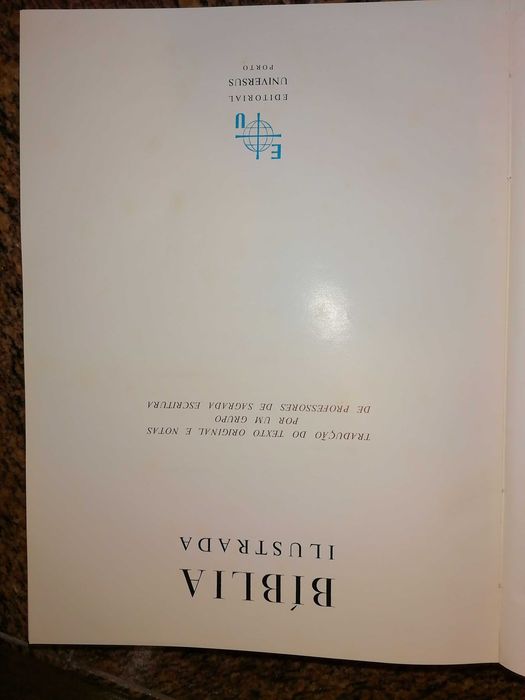 BÍBLIA
ILUSTRADA
TRADUÇÃO DO TEXTO ORIGINAL E NOTAS
POR UM GRUPO
DE PROFESSORES DE SAGRADA ESCRITURA
E U
EDITORIAL
UNIVERSUS
PORTO